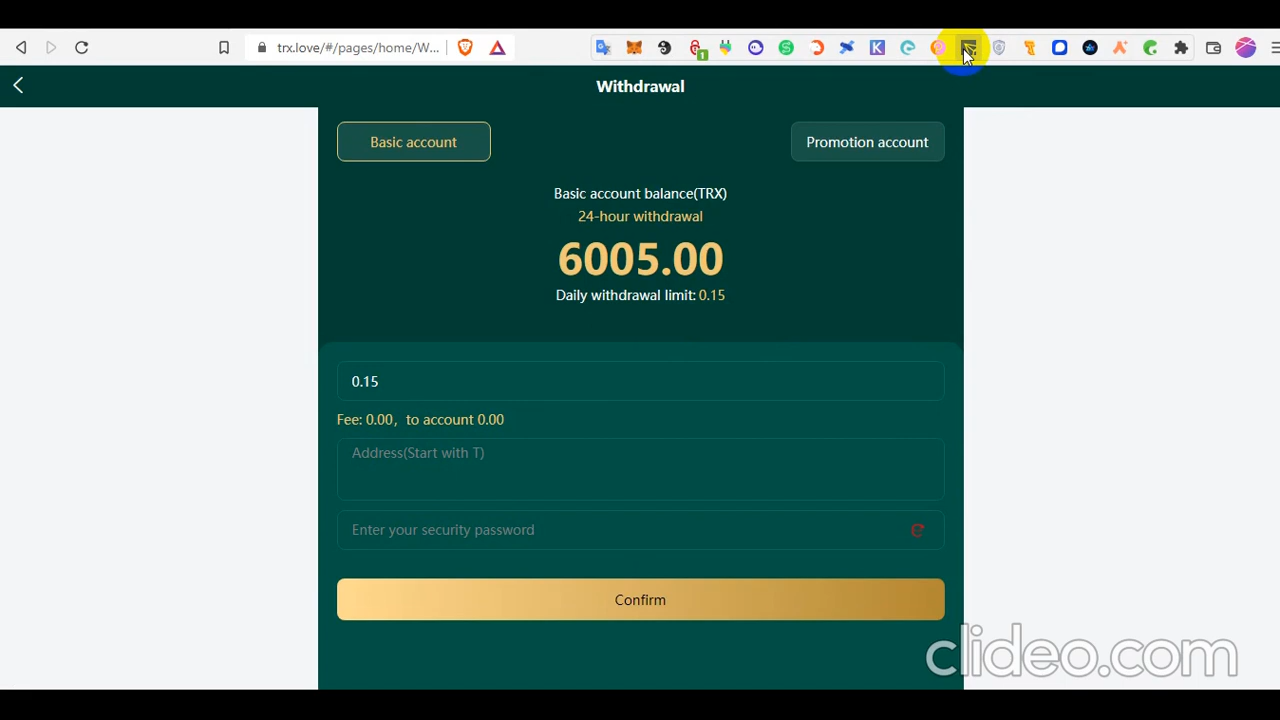 trx.love/#/pages/home/W...
1
Withdrawal
Basic account
Promotion account
Basic account balance(TRX)
24-hour withdrawal
6005.00
Daily withdrawal limit: 0.15
0.15
Fee: 0.00, to account 0.00
Address(Start with T)
Enter your security password
Confirm
clideo.com